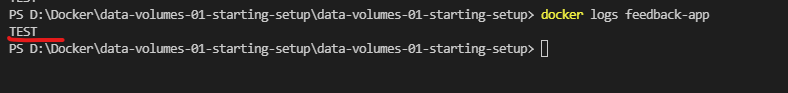 PS D:\Docker\data-volumes-01-starting-setup\data-volumes-01-starting-setup> docker logs feedback-app
TEST
PS D:\Docker\data-volumes-01-starting-setup\data-volumes-01-starting-setup>